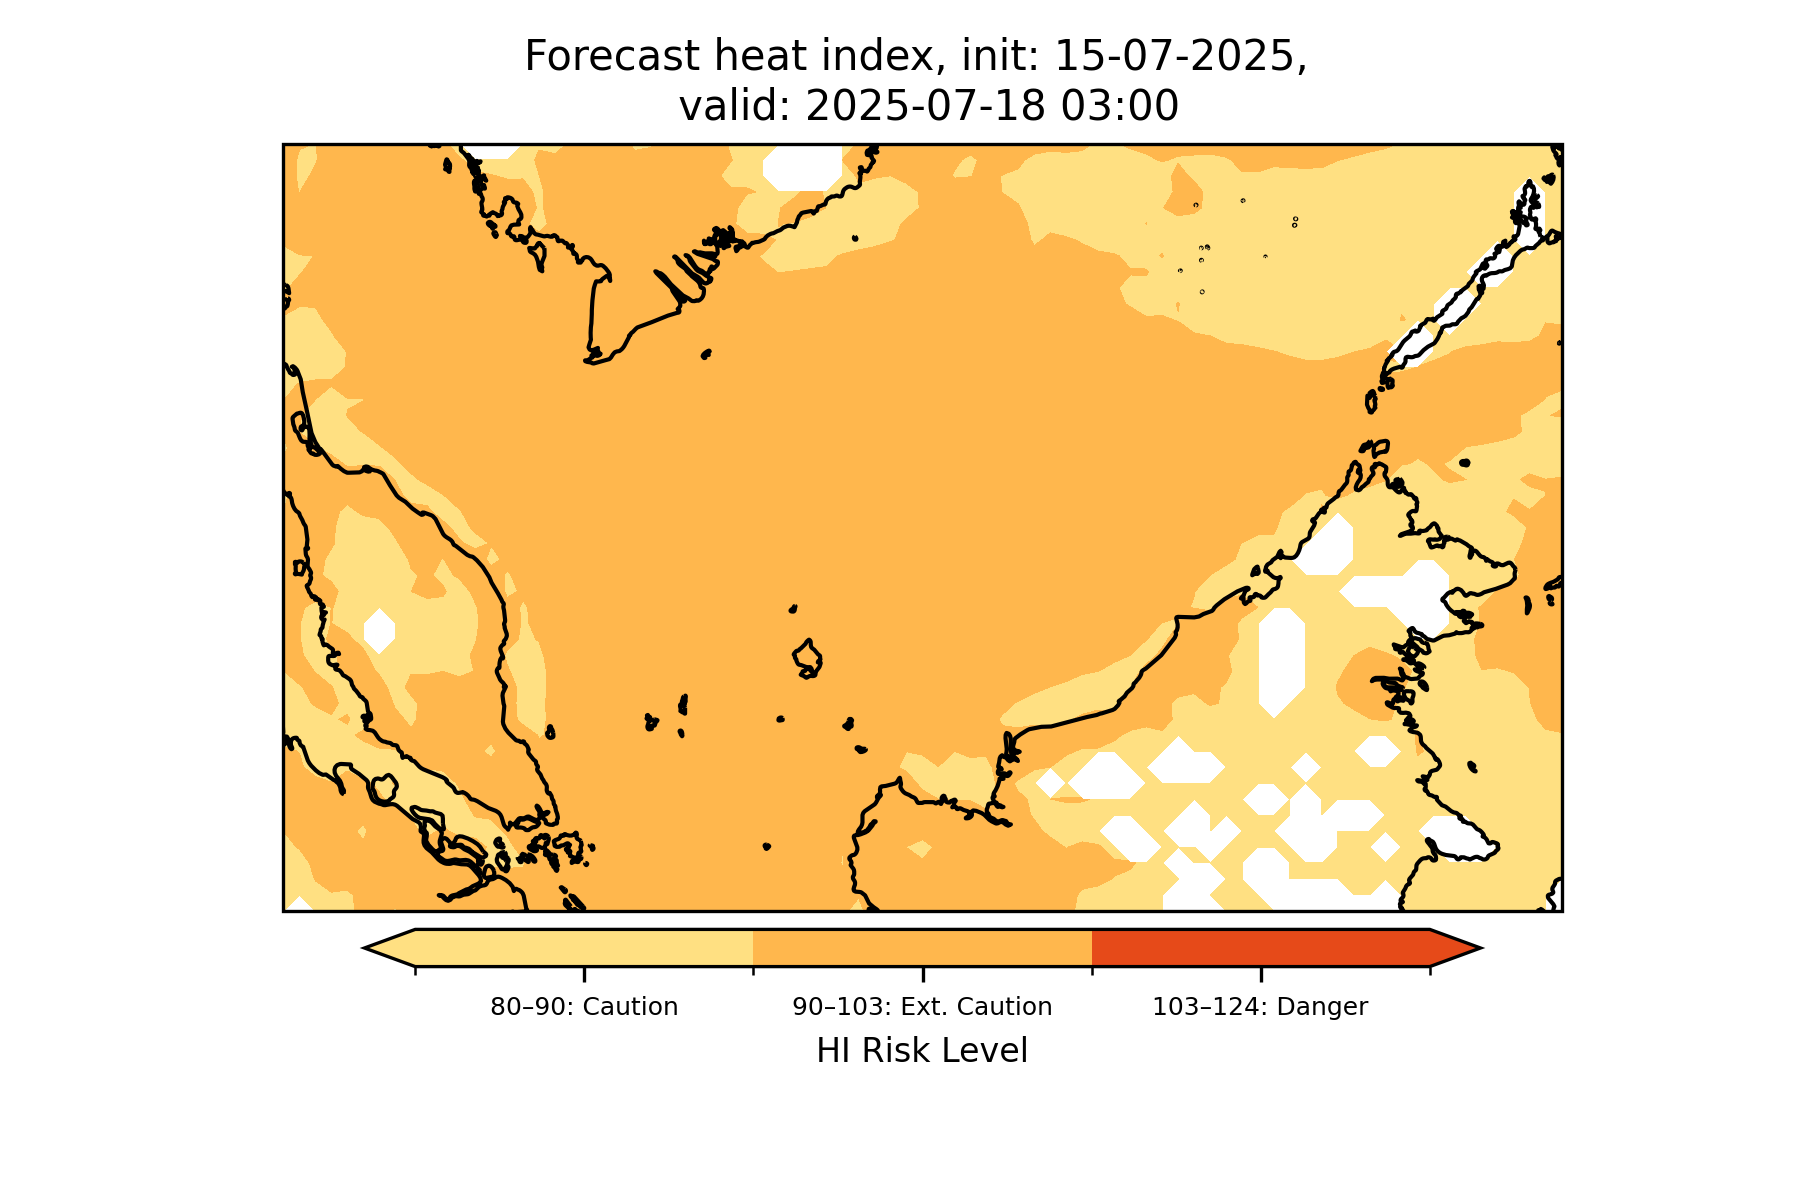 Forecast heat index, init: 15-07-2025,
valid: 2025-07-18 03:00
80–90: Caution
90–103: Ext. Caution
103–124: Danger
HI Risk Level